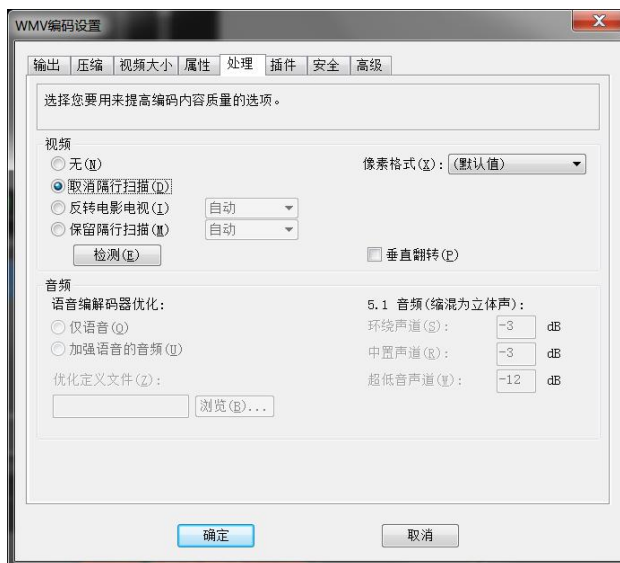 WMV编码设置
输出 压缩 视频大小 属性 处理 插件 安全 高级
选择您要用来提高编码内容质量的选项。
视频
无(N) 像素格式(X): (默认值)
取消隔行扫描(D)
反转电影电视(I) 自动
保留隔行扫描(M) 自动
检测(E) 垂直翻转(P)
音频
语音编解码器优化: 5.1 音频(缩混为立体声):
仅语音(O) 环绕声道(S): -3 dB
加强语音的音频(U) 中置声道(R): -3 dB
优化定义文件(Z): 超低音声道(W): -12 dB
浏览(B)...
确定 取消